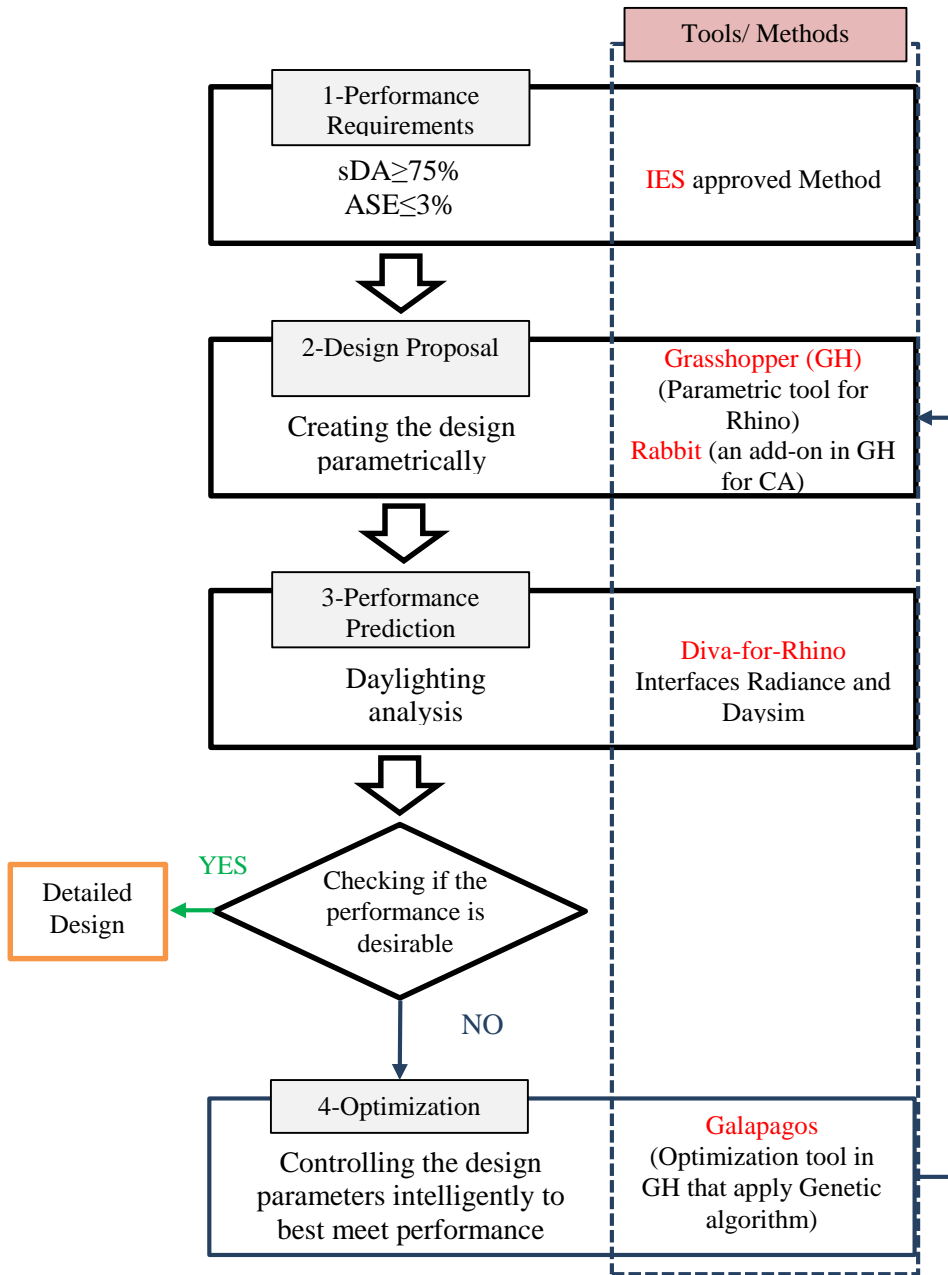 Tools/ Methods
1-Performance
Requirements
sDA≥75%
ASE≤3%
IES approved Method
2-Design Proposal
Creating the design
parametrically
Grasshopper (GH)
(Parametric tool for
Rhino)
Rabbit (an add-on in GH
for CA)
3-Performance
Prediction
Daylighting
analysis
Diva-for-Rhino
Interfaces Radiance and
Daysim
YES
Detailed
Design
Checking if the
performance is
desirable
NO
4-Optimization
Controlling the design
parameters intelligently to
best meet performance
Galapagos
(Optimization tool in
GH that apply Genetic
algorithm)